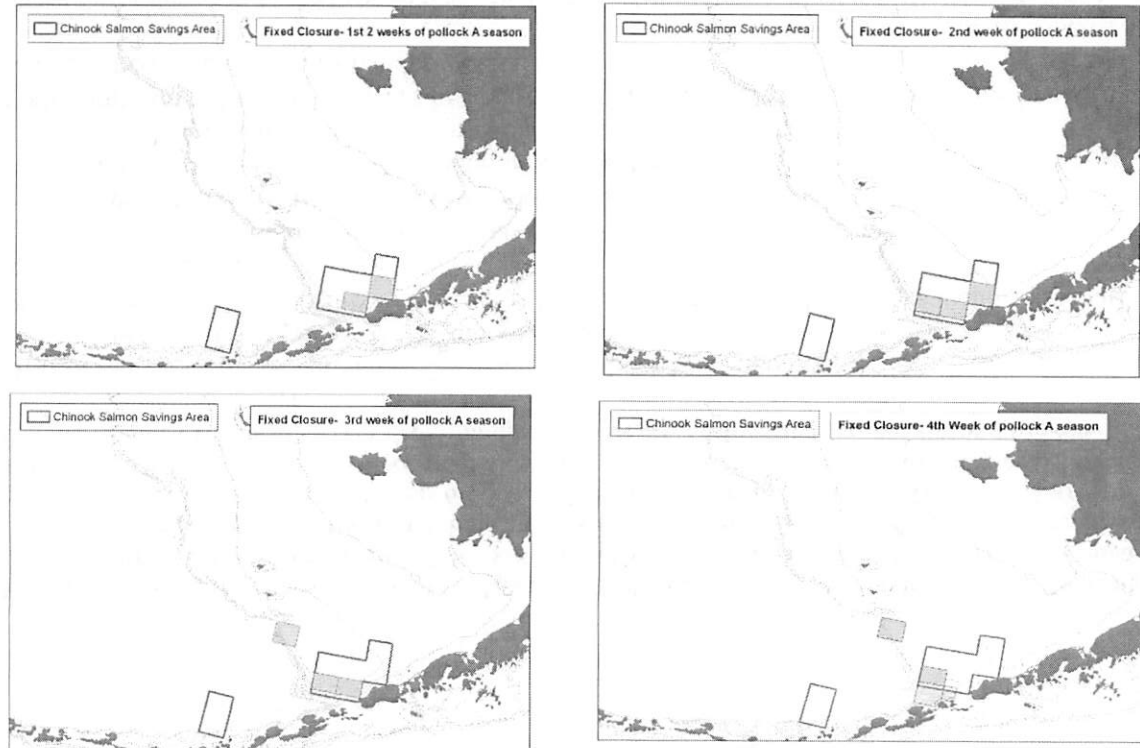 Chinook Salmon Savings Area
Fixed Closure- 1st 2 weeks of pollock A season
Chinook Salmon Savings Area
Fixed Closure- 2nd week of pollock A season
Chinook Salmon Savings Area
Fixed Closure- 3rd week of pollock A season
Chinook Salmon Savings Area
Fixed Closure- 4th Week of pollock A season